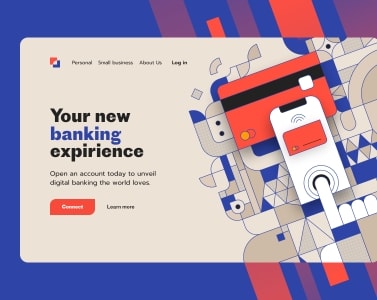 Personal Small business About Us Log in
Your new
banking
expirience
Open an account today to unveil
digital banking the world loves.
Connect Learn more